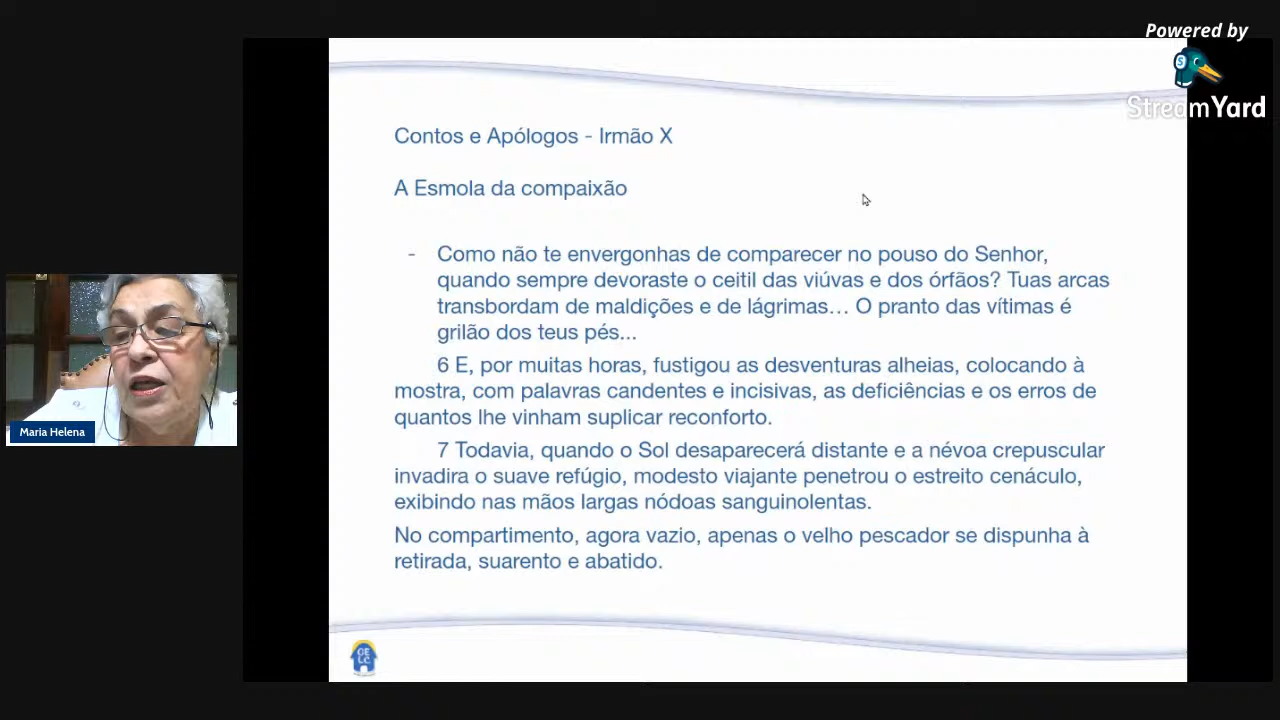 Powered by
StreamYard
Contos e Apólogos - Irmão X
A Esmola da compaixão
- Como não te envergonhas de comparecer no pouso do Senhor,
quando sempre devoraste o ceitil das viúvas e dos órfãos? Tuas arcas
transbordam de maldições e de lágrimas... O pranto das vítimas é
grilão dos teus pés...
6 E, por muitas horas, fustigou as desventuras alheias, colocando à
mostra, com palavras candentes e incisivas, as deficiências e os erros de
quantos lhe vinham suplicar reconforto.
7 Todavia, quando o Sol desaparecerá distante e a névoa crepuscular
invadira o suave refúgio, modesto viajante penetrou o estreito cenáculo,
exibindo nas mãos largas nódoas sanguinolentas.
No compartimento, agora vazio, apenas o velho pescador se dispunha à
retirada, suarento e abatido.
Maria Helena